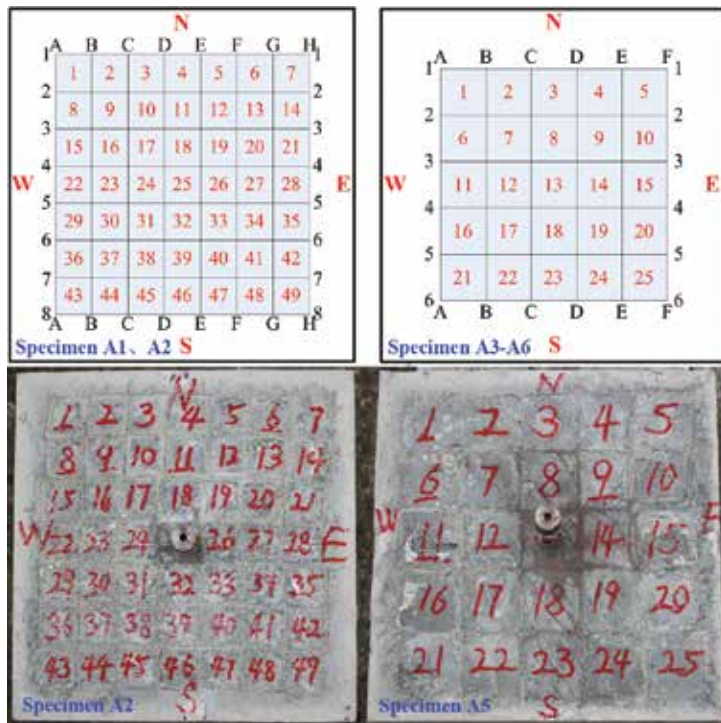 N
A B C D E F G H
1 1 2 3 4 5 6 7 1
2 8 9 10 11 12 13 14 2
3 15 16 17 18 19 20 21 3
4 22 23 24 25 26 27 28 4
W E
5 29 30 31 32 33 34 35 5
6 36 37 38 39 40 41 42 6
7 43 44 45 46 47 48 49 7
8 8
A B C D E F G H
Specimen A1、A2 S
N
A B C D E F
1 1 2 3 4 5 1
2 6 7 8 9 10 2
3 11 12 13 14 15 3
W E
4 16 17 18 19 20 4
5 21 22 23 24 25 5
6 6
A B C D E F
Specimen A3-A6 S
N
1 2 3 4 5 6 7
8 9 10 11 12 13 14
15 16 17 18 19 20 21
W 22 23 24 26 27 28 E
29 30 31 32 33 34 35
36 37 38 39 40 41 42
43 44 45 46 47 48 49
Specimen A2 S
N
1 2 3 4 5
6 7 8 9 10
W E
11 12 14 15
16 17 18 19 20
21 22 23 24 25
Specimen A5 S